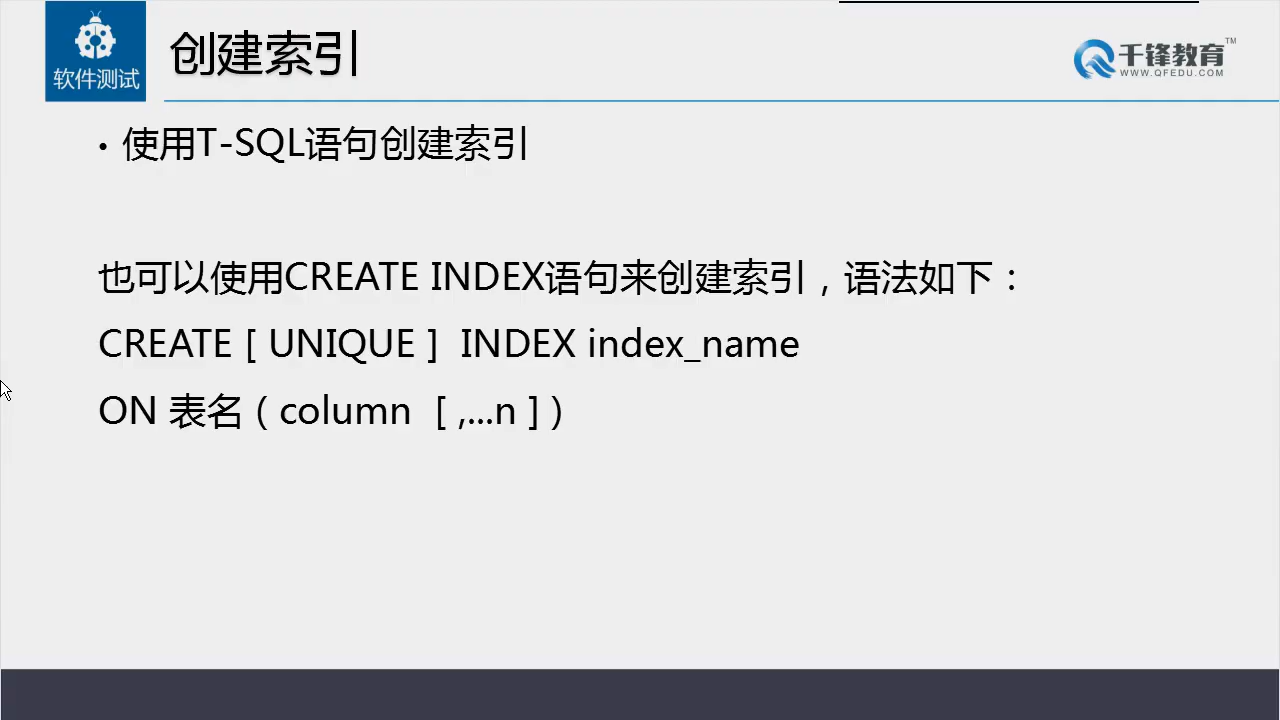 软件测试
创建索引
千锋教育 TM
WWW.QFEDU.COM
• 使用T-SQL语句创建索引
也可以使用CREATE INDEX语句来创建索引，语法如下：
CREATE [ UNIQUE ]  INDEX index_name
ON 表名 ( column  [ ,...n ] )